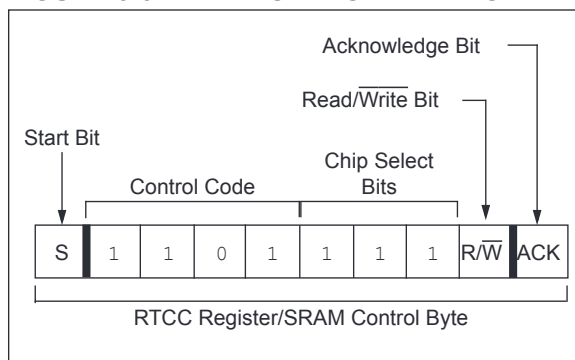 Acknowledge Bit
Read/Write Bit
Start Bit
Chip Select
Control Code Bits
S 1 1 0 1 1 1 1 R/W ACK
RTCC Register/SRAM Control Byte